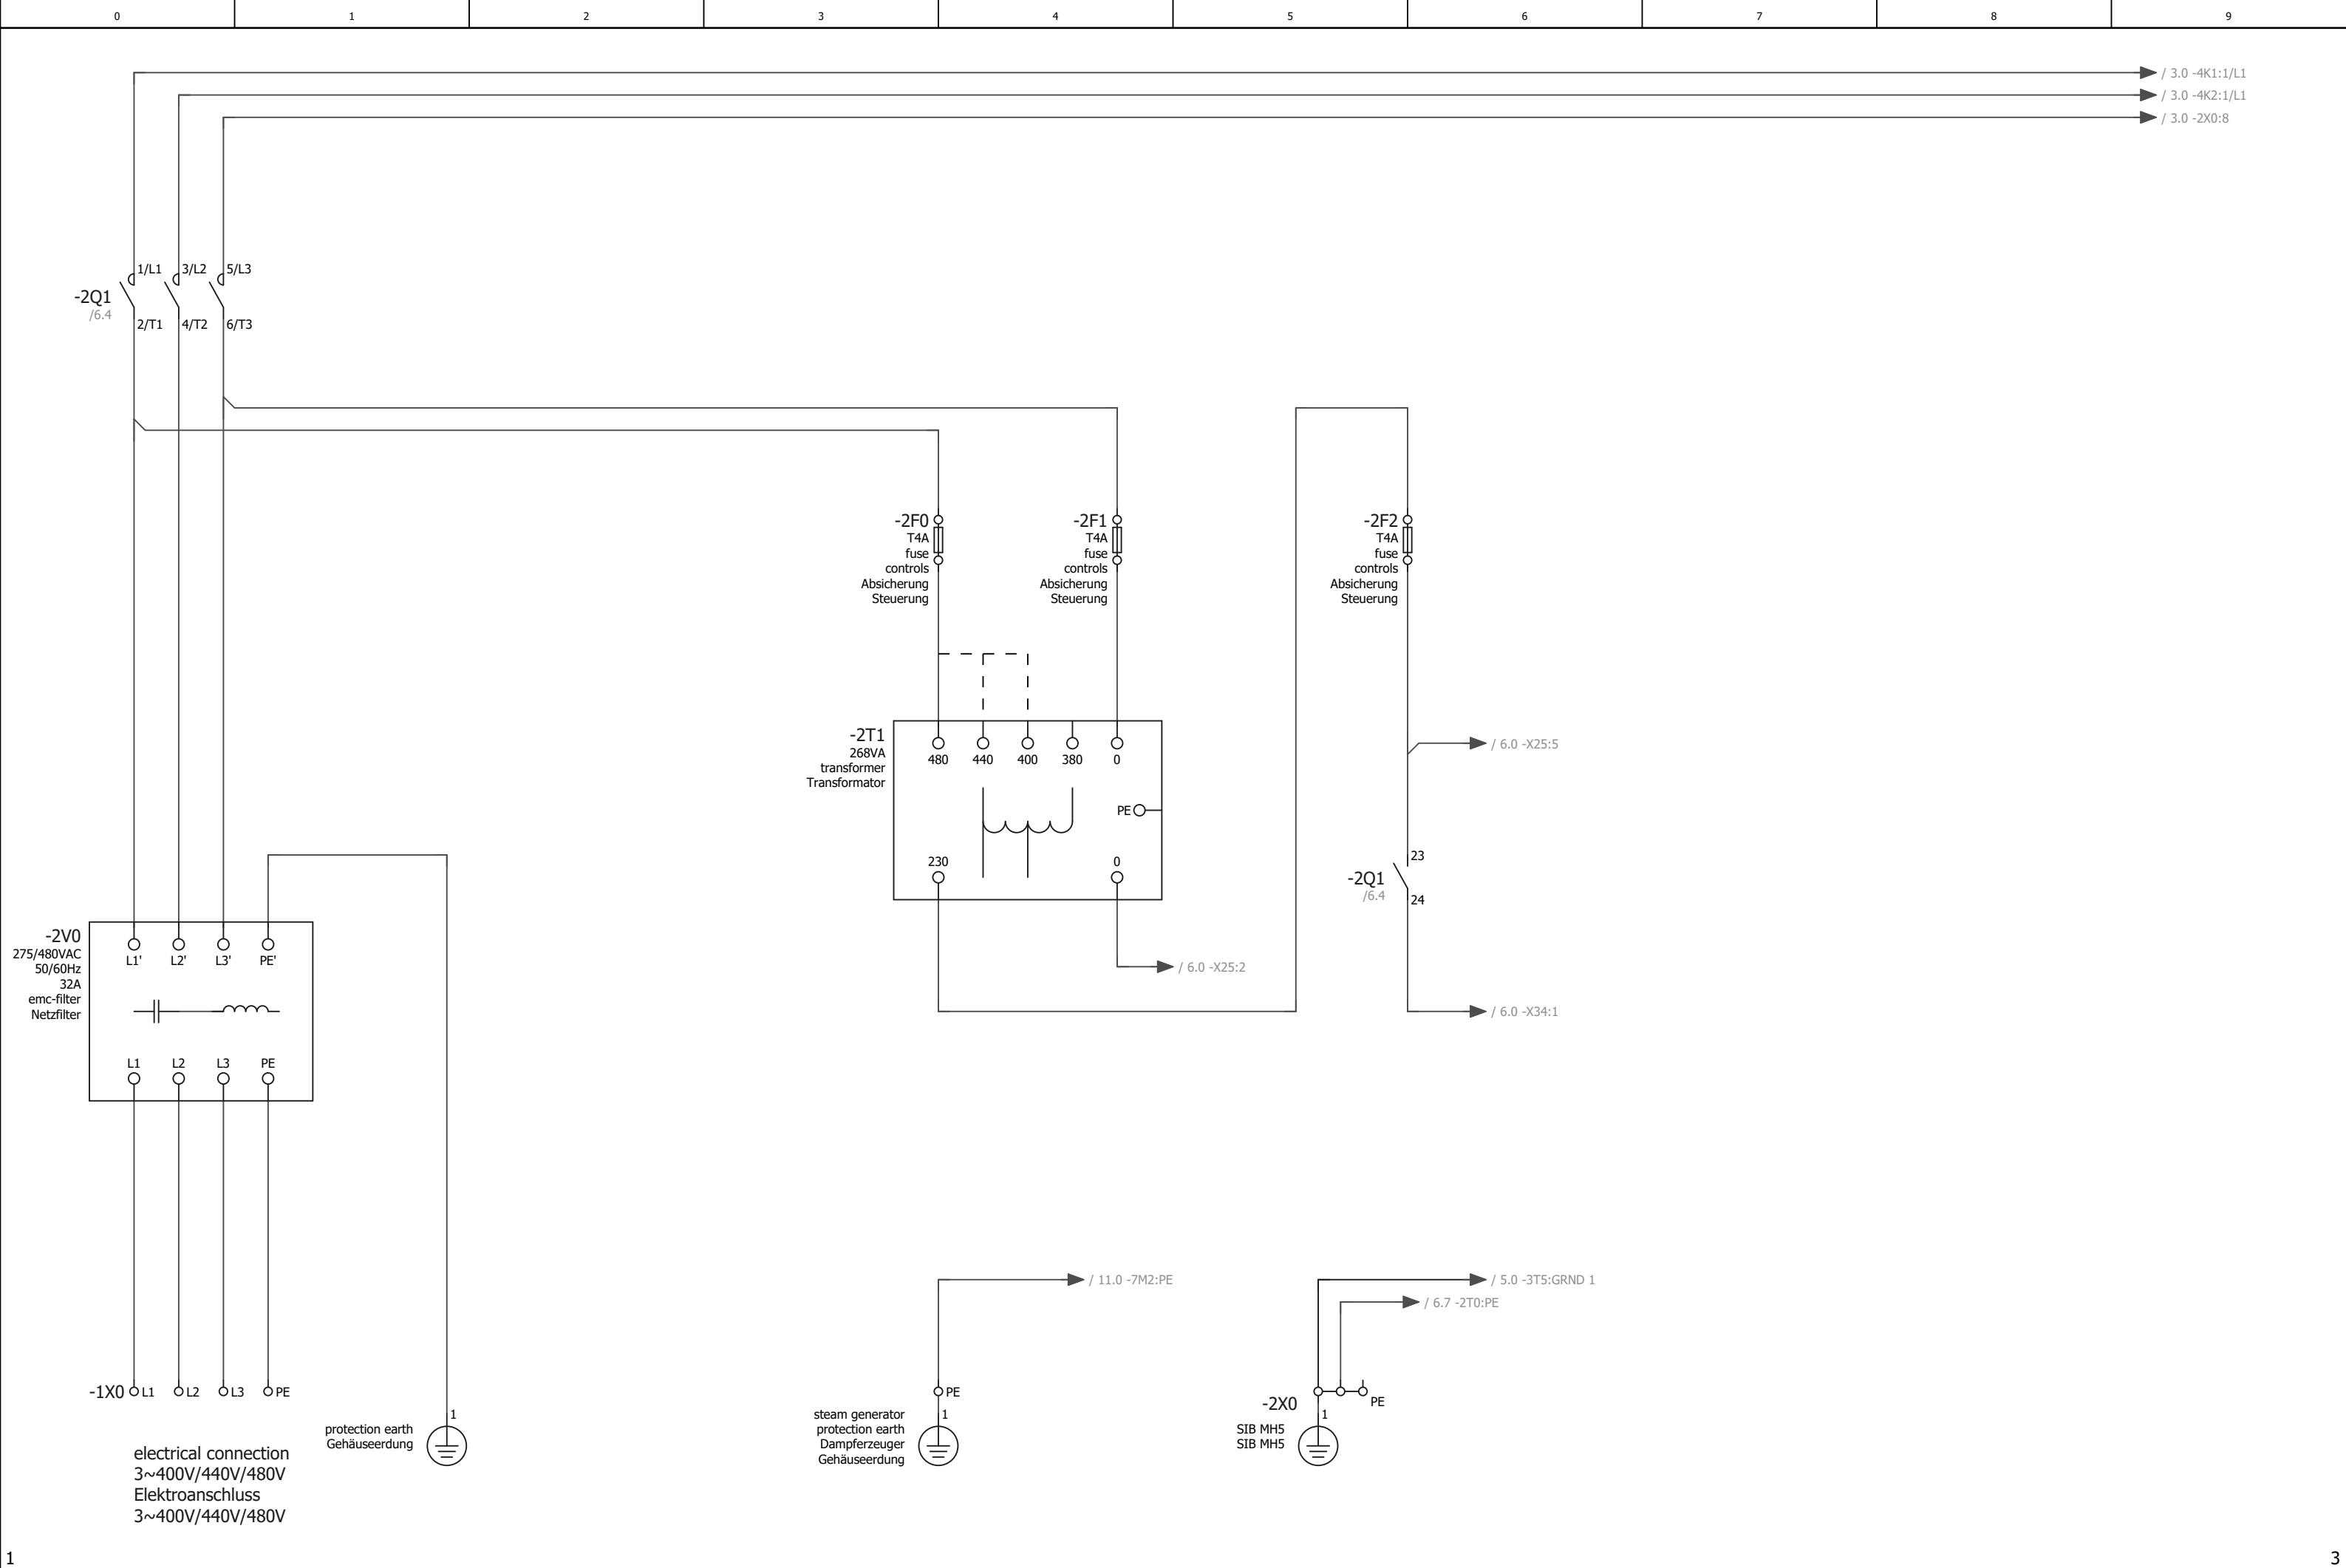 0 1 2 3 4 5 6 7 8 9
/ 3.0 -4K1:1/L1
/ 3.0 -4K2:1/L1
/ 3.0 -2X0:8
-2Q1
/6.4
1/L1 3/L2 5/L3
2/T1 4/T2 6/T3
-2F0
T4A
fuse
controls
Absicherung
Steuerung
-2F1
T4A
fuse
controls
Absicherung
Steuerung
-2F2
T4A
fuse
controls
Absicherung
Steuerung
-2T1
268VA
transformer
Transformator
480 440 400 380 0
PE
230 0
/ 6.0 -X25:5
-2Q1
/6.4
23
24
/ 6.0 -X25:2
/ 6.0 -X34:1
-2V0
275/480VAC
50/60Hz
32A
emc-filter
Netzfilter
L1' L2' L3' PE'
L1 L2 L3 PE
/ 11.0 -7M2:PE
/ 5.0 -3T5:GRND 1
/ 6.7 -2T0:PE
-1X0 L1 L2 L3 PE
electrical connection
3~400V/440V/480V
Elektroanschluss
3~400V/440V/480V
1
protection earth
Gehäuseerdung
PE
1
steam generator
protection earth
Dampferzeuger
Gehäuseerdung
-2X0
PE
1
SIB MH5
SIB MH5
1
3